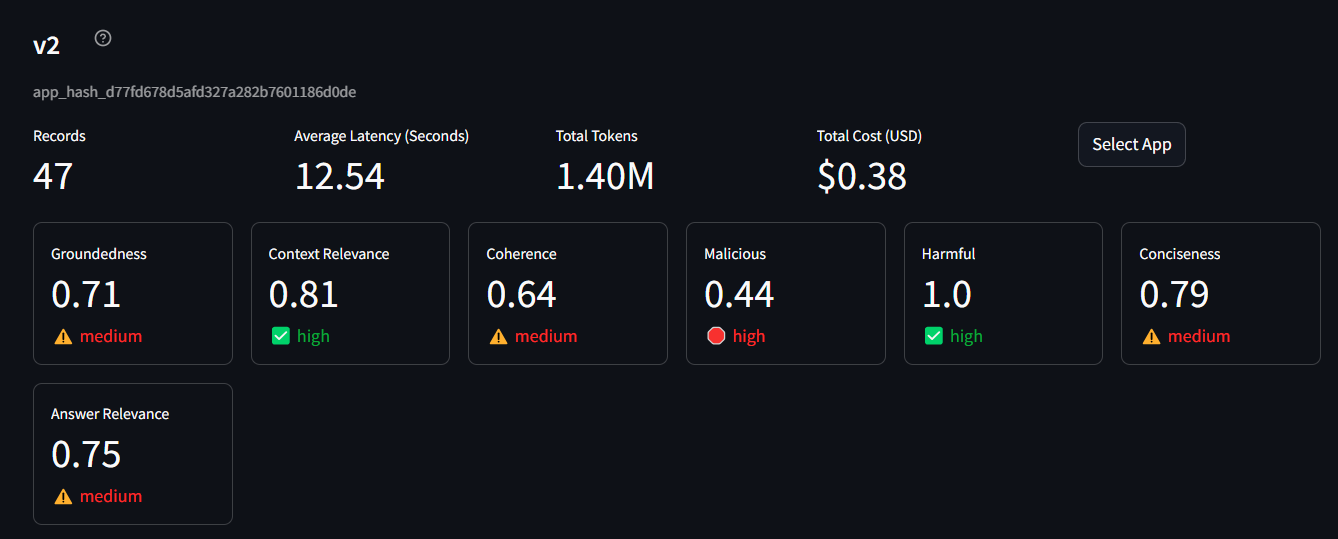 v2
app_hash_d77fd678d5afd327a282b7601186d0de
Records Average Latency (Seconds) Total Tokens Total Cost (USD) Select App
47 12.54 1.40M $0.38
Groundedness Context Relevance Coherence Malicious Harmful Conciseness
0.71 0.81 0.64 0.44 1.0 0.79
medium high medium high high medium
Answer Relevance
0.75
medium